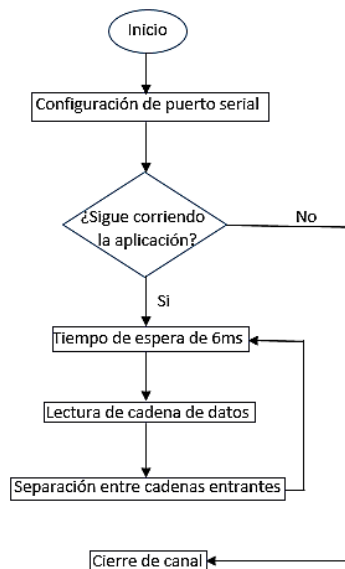 Inicio
Configuración de puerto serial
¿Sigue corriendo
la aplicación?
No
Si
Tiempo de espera de 6ms
Lectura de cadena de datos
Separación entre cadenas entrantes
Cierre de canal